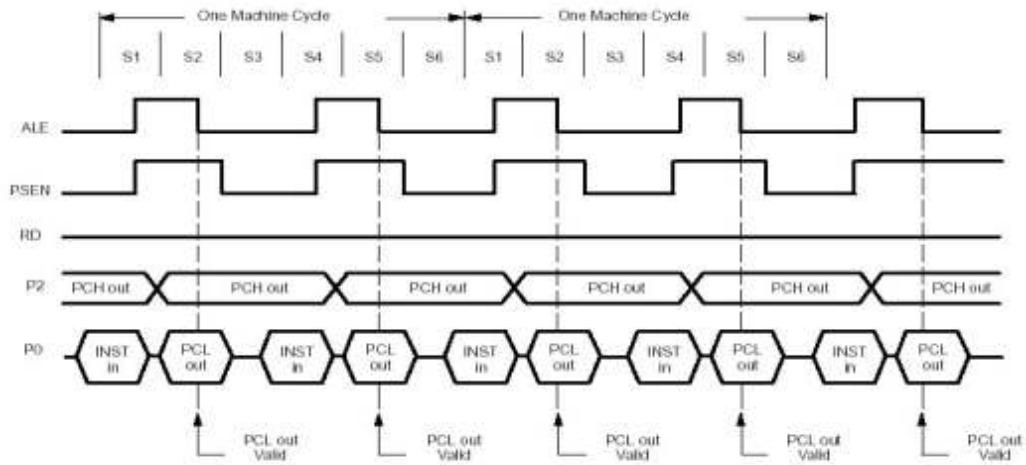 One Machine Cycle One Machine Cycle
S1 S2 S3 S4 S5 S6 S1 S2 S3 S4 S5 S6
ALE
PSEN
RD
P2 PCH out PCH out PCH out PCH out PCH out PCH out
P0
INST PCL INST PCL INST PCL INST PCL INST PCL
in out in out in out in out in out
PCL out PCL out PCL out PCL out PCL out
Valid Valid Valid Valid Valid